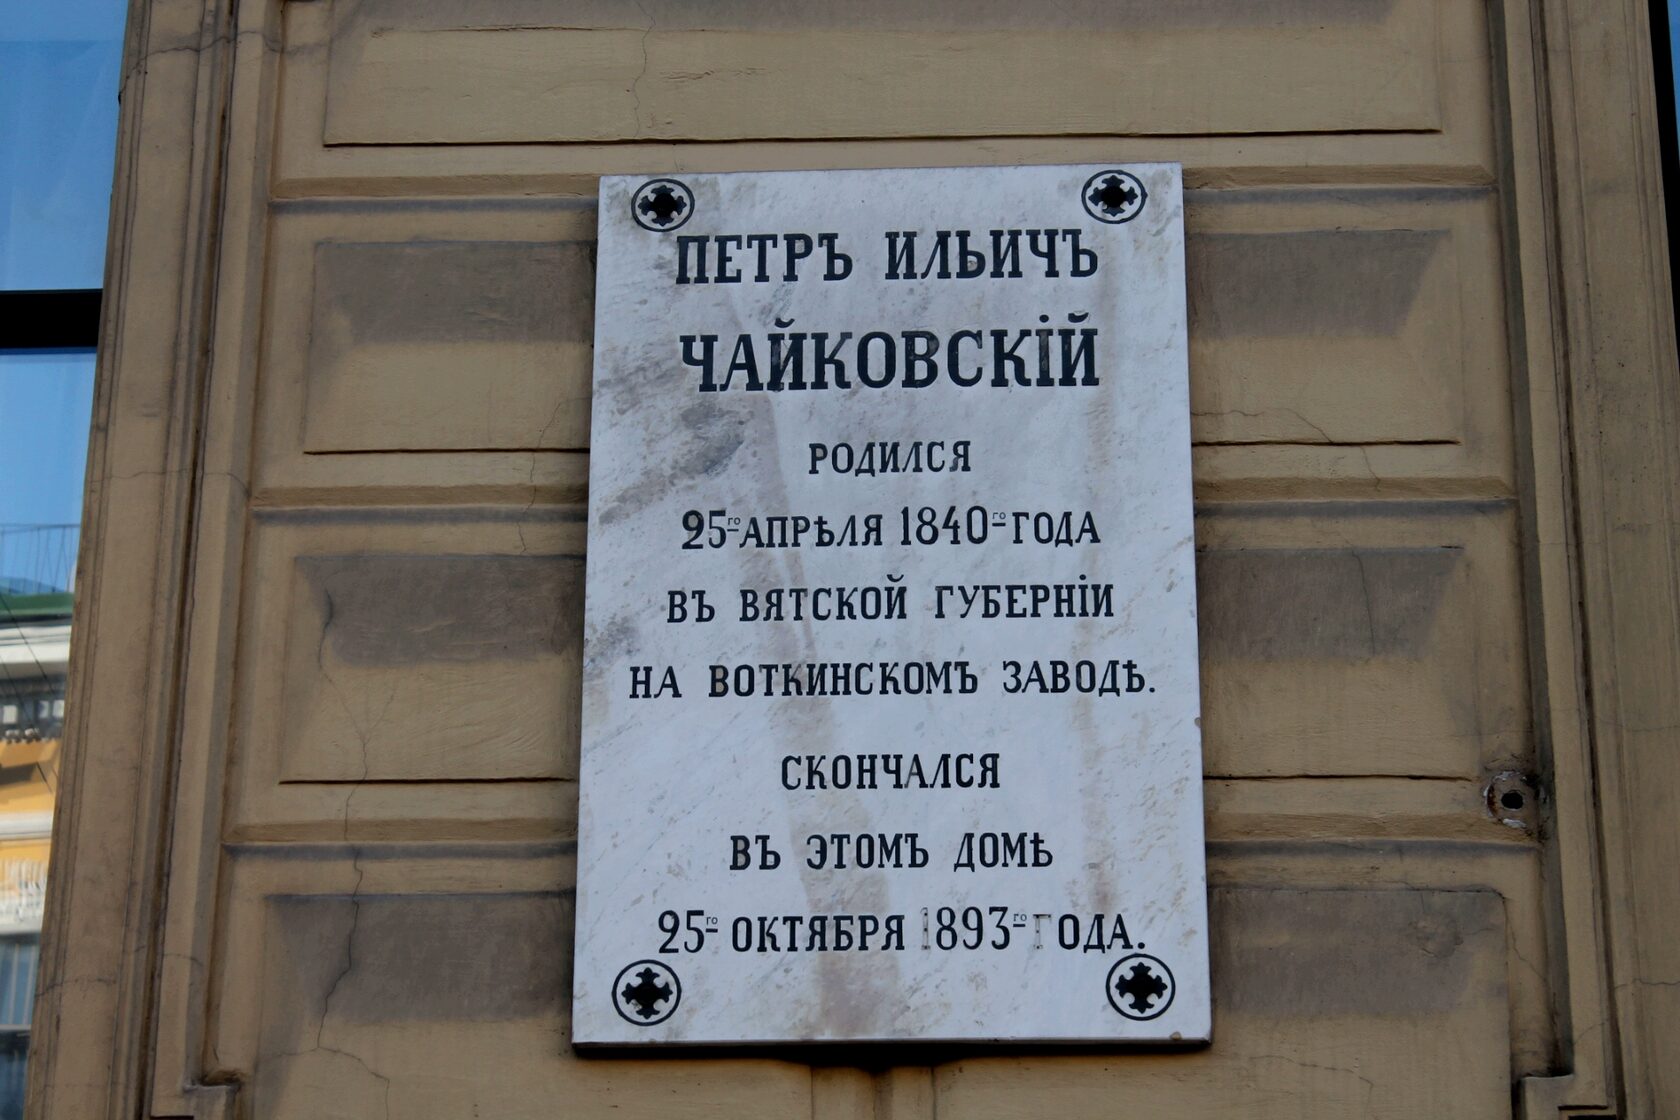 ПЕТРЪ ИЛЬИЧЪ
ЧАЙКОВСКІЙ
РОДИЛСЯ
25го АПРѢЛЯ 1840го ГОДА
ВЪ ВЯТСКОЙ ГУБЕРНІИ
НА ВОТКИНСКОМЪ ЗАВОДѢ.
СКОНЧАЛСЯ
ВЪ ЭТОМЪ ДОМѢ
25го ОКТЯБРЯ 1893го ГОДА.